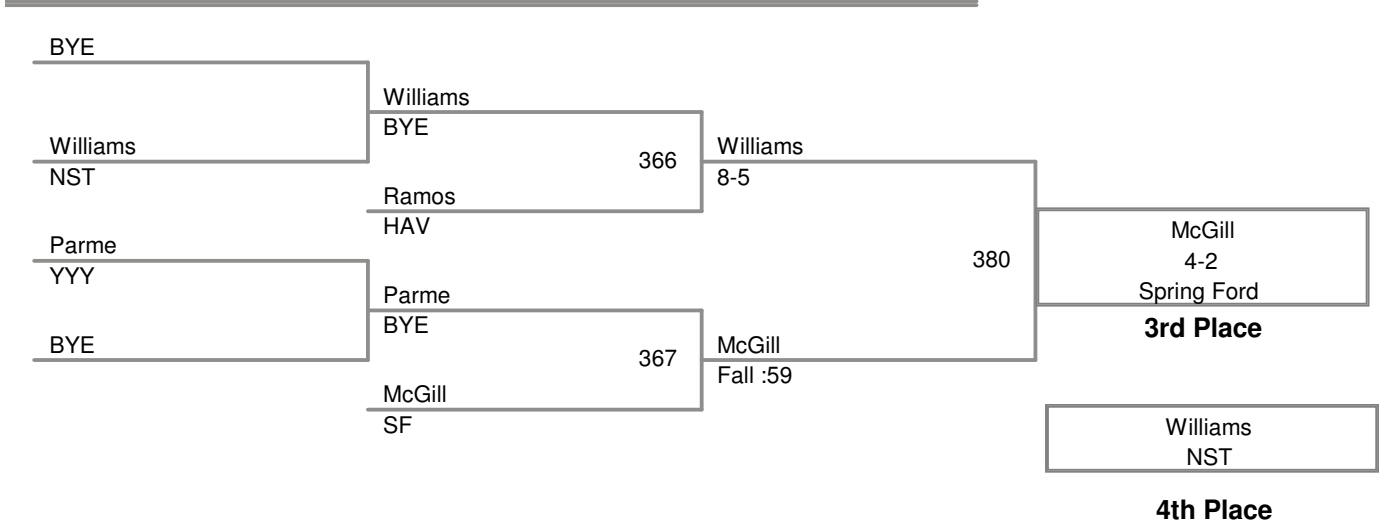 BYE
Williams
BYE
Williams
NST
366
Williams
8-5
Ramos
HAV
Parme
YYY
380
McGill
4-2
Spring Ford
3rd Place
Parme
BYE
BYE
367
McGill
Fall :59
McGill
SF
Williams
NST
4th Place